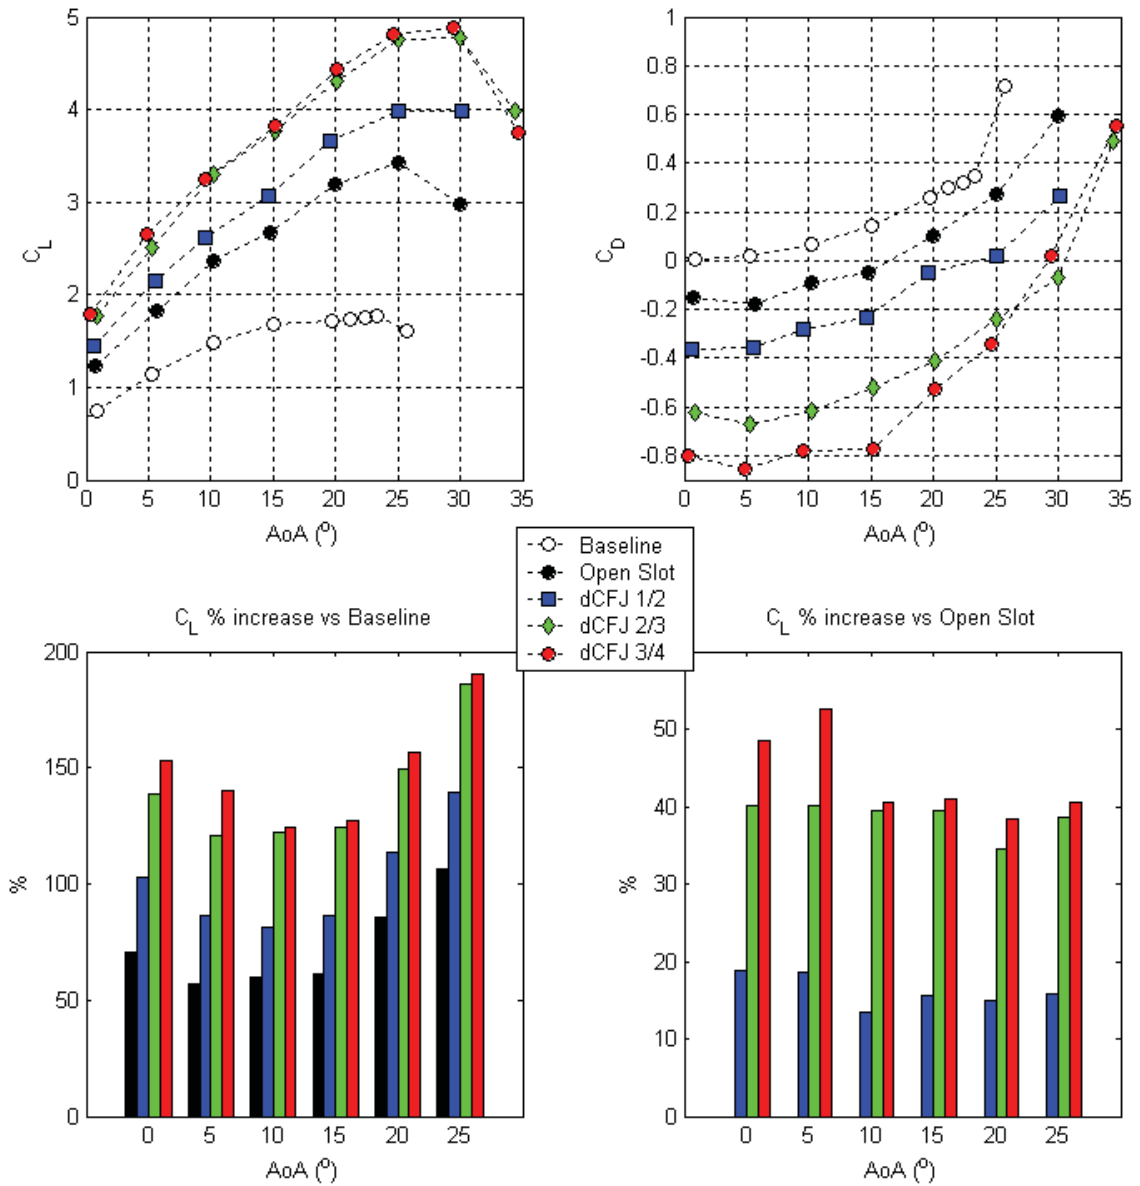 5
4
3
2
1
0
C_L
0 5 10 15 20 25 30 35
AoA (º)
1
0.8
0.6
0.4
0.2
0
-0.2
-0.4
-0.6
-0.8
C_D
0 5 10 15 20 25 30 35
AoA (º)
Baseline
Open Slot
dCFJ 1/2
dCFJ 2/3
dCFJ 3/4
C_L % increase vs Baseline
200
150
100
50
0
%
0 5 10 15 20 25
AoA (º)
C_L % increase vs Open Slot
50
40
30
20
10
0
%
0 5 10 15 20 25
AoA (º)